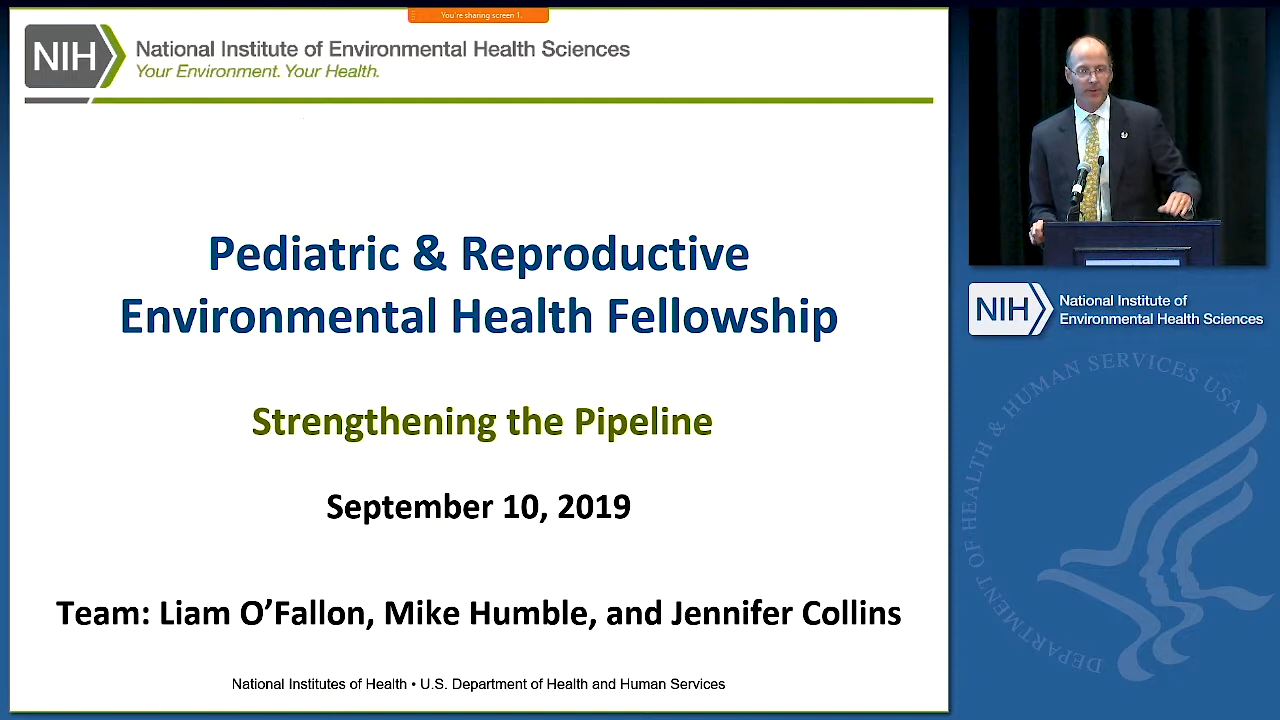 You're sharing screen 1.
NIH
National Institute of Environmental Health Sciences
Your Environment. Your Health.
Pediatric & Reproductive
Environmental Health Fellowship
Strengthening the Pipeline
September 10, 2019
Team: Liam O’Fallon, Mike Humble, and Jennifer Collins
National Institutes of Health • U.S. Department of Health and Human Services
NIH
National Institute of
Environmental Health Sciences
DEPARTMENT OF HEALTH & HUMAN SERVICES USA